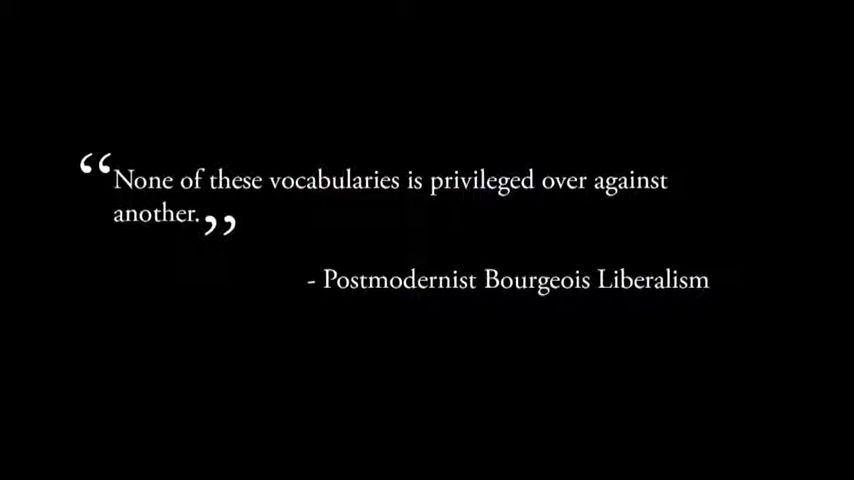 “None of these vocabularies is privileged over against
another.”
- Postmodernist Bourgeois Liberalism